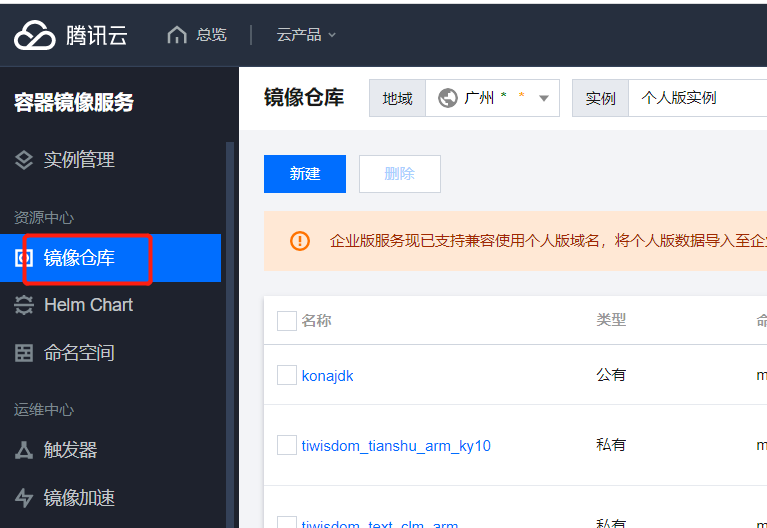 腾讯云 总览 云产品
容器镜像服务
实例管理
资源中心
镜像仓库
Helm Chart
命名空间
运维中心
触发器
镜像加速
镜像仓库 地域 广州 * * 实例 个人版实例
新建 删除
企业版服务现已支持兼容使用个人版域名，将个人版数据导入至企
名称 类型 命
konajdk 公有 m
tiwisdom_tianshu_arm_ky10 私有 m
tiwisdom_text_clm_arm 私有